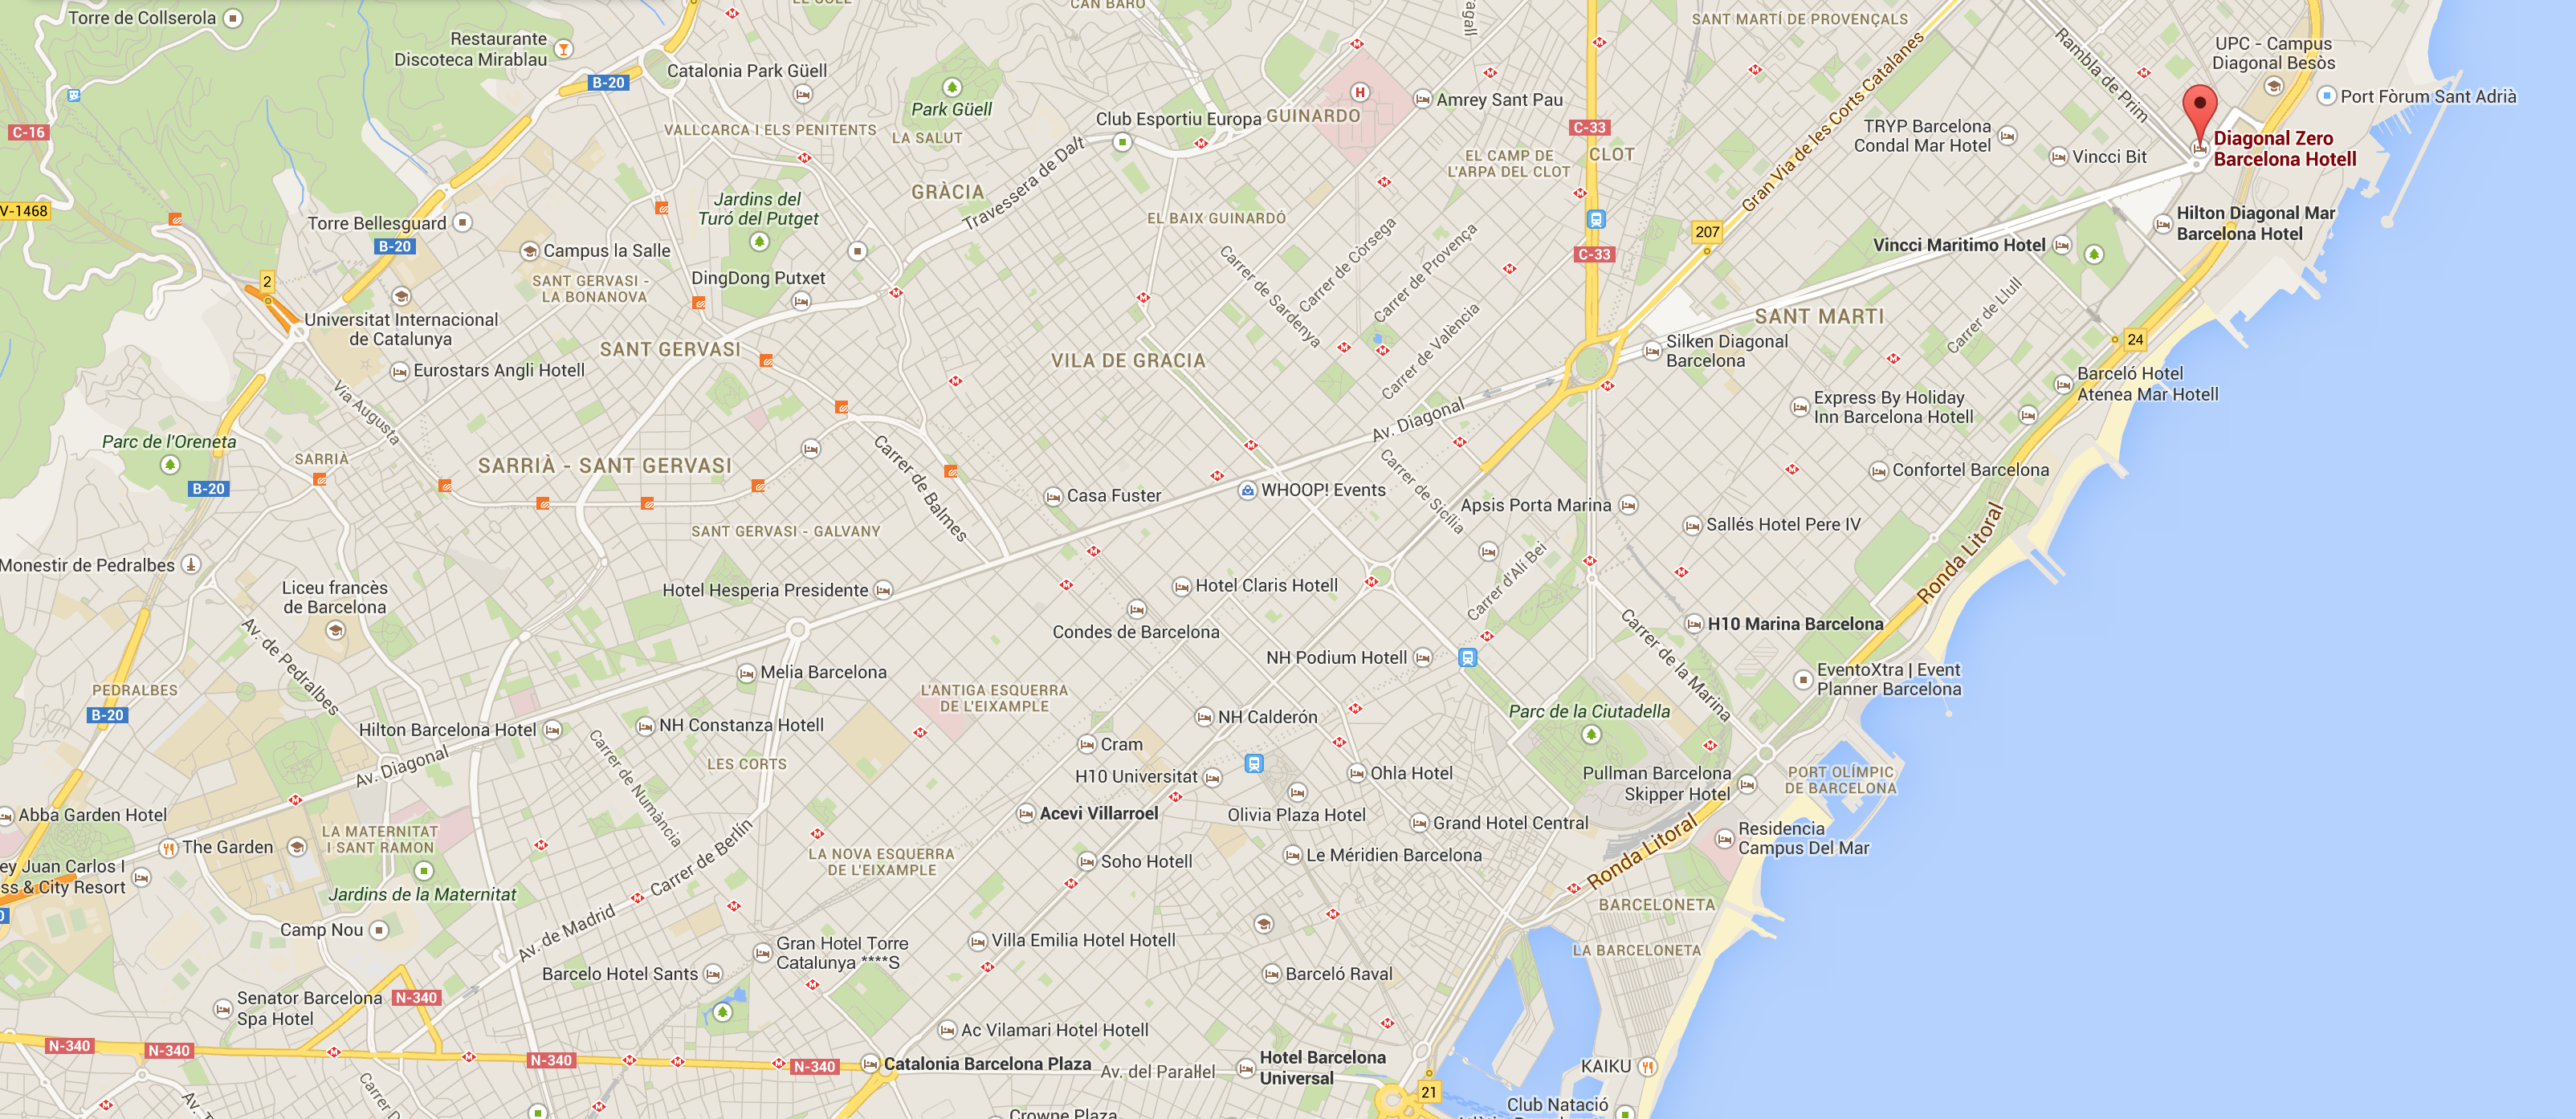 Torre de Collserola
EL COLL
CAN BARÓ
SANT MARTÍ DE PROVENÇALS
Rambla de Prim
UPC - Campus
Diagonal Besòs
Restaurante
Discoteca Mirablau
B-20
Catalonia Park Güell
Park Güell
Port Fòrum Sant Adrià
C-16
VALLCARCA I ELS PENITENTS
LA SALUT
Club Esportiu Europa
GUINARDO
H
Amrey Sant Pau
C-33
CLOT
Gran Via de les Corts Catalanes
TRYP Barcelona
Condal Mar Hotel
Vincci Bit
Diagonal Zero
Barcelona Hotell
EL CAMP DE
L'ARPA DEL CLOT
V-1468
GRÀCIA
Travessera de Dalt
Jardins del
Turó del Putget
Torre Bellesguard
B-20
Campus la Salle
EL BAIX GUINARDÓ
Carrer de Sardenya
Carrer de Còrsega
Carrer de Provença
Carrer de València
C-33
207
Vincci Maritimo Hotel
Hilton Diagonal Mar
Barcelona Hotel
2
SANT GERVASI -
LA BONANOVA
DingDong Putxet
Universitat Internacional
de Catalunya
SANT GERVASI
VILA DE GRACIA
SANT MARTI
Carrer de Llull
24
Silken Diagonal
Barcelona
Eurostars Angli Hotell
Via Augusta
Av. Diagonal
Express By Holiday
Inn Barcelona Hotell
Barceló Hotel
Atenea Mar Hotell
Parc de l'Oreneta
SARRIÀ
SARRIÀ - SANT GERVASI
Carrer de Balmes
B-20
Casa Fuster
WHOOP! Events
Carrer de Sicília
Confortel Barcelona
Apsis Porta Marina
Sallés Hotel Pere IV
SANT GERVASI - GALVANY
Ronda Litoral
Monestir de Pedralbes
Liceu francès
de Barcelona
Hotel Hesperia Presidente
Hotel Claris Hotell
Carrer d'Alí Bei
Condes de Barcelona
Carrer de la Marina
H10 Marina Barcelona
Av. de Pedralbes
NH Podium Hotell
Melia Barcelona
PEDRALBES
L'ANTIGA ESQUERRA
DE L'EIXAMPLE
EventoXtra | Event
Planner Barcelona
B-20
Hilton Barcelona Hotel
NH Constanza Hotell
NH Calderón
Parc de la Ciutadella
Carrer de Numància
Av. Diagonal
LES CORTS
Cram
H10 Universitat
Ohla Hotel
Pullman Barcelona
Skipper Hotel
PORT OLÍMPIC
DE BARCELONA
Abba Garden Hotel
Acevi Villarroel
Olivia Plaza Hotel
Grand Hotel Central
Ronda Litoral
Residencia
Campus Del Mar
LA MATERNITAT
I SANT RAMON
The Garden
Carrer de Berlín
LA NOVA ESQUERRA
DE L'EIXAMPLE
Soho Hotell
Le Méridien Barcelona
ey Juan Carlos I
ss & City Resort
Jardins de la Maternitat
BARCELONETA
Camp Nou
Av. de Madrid
Gran Hotel Torre
Catalunya ****S
Villa Emilia Hotel Hotell
LA BARCELONETA
Barcelo Hotel Sants
Barceló Raval
Senator Barcelona
Spa Hotel
N-340
Ac Vilamari Hotel Hotell
N-340
N-340
N-340
N-340
Catalonia Barcelona Plaza
Av. del Paral·lel
Hotel Barcelona
Universal
KAIKU
21
Club Natació
Crowne Plaza